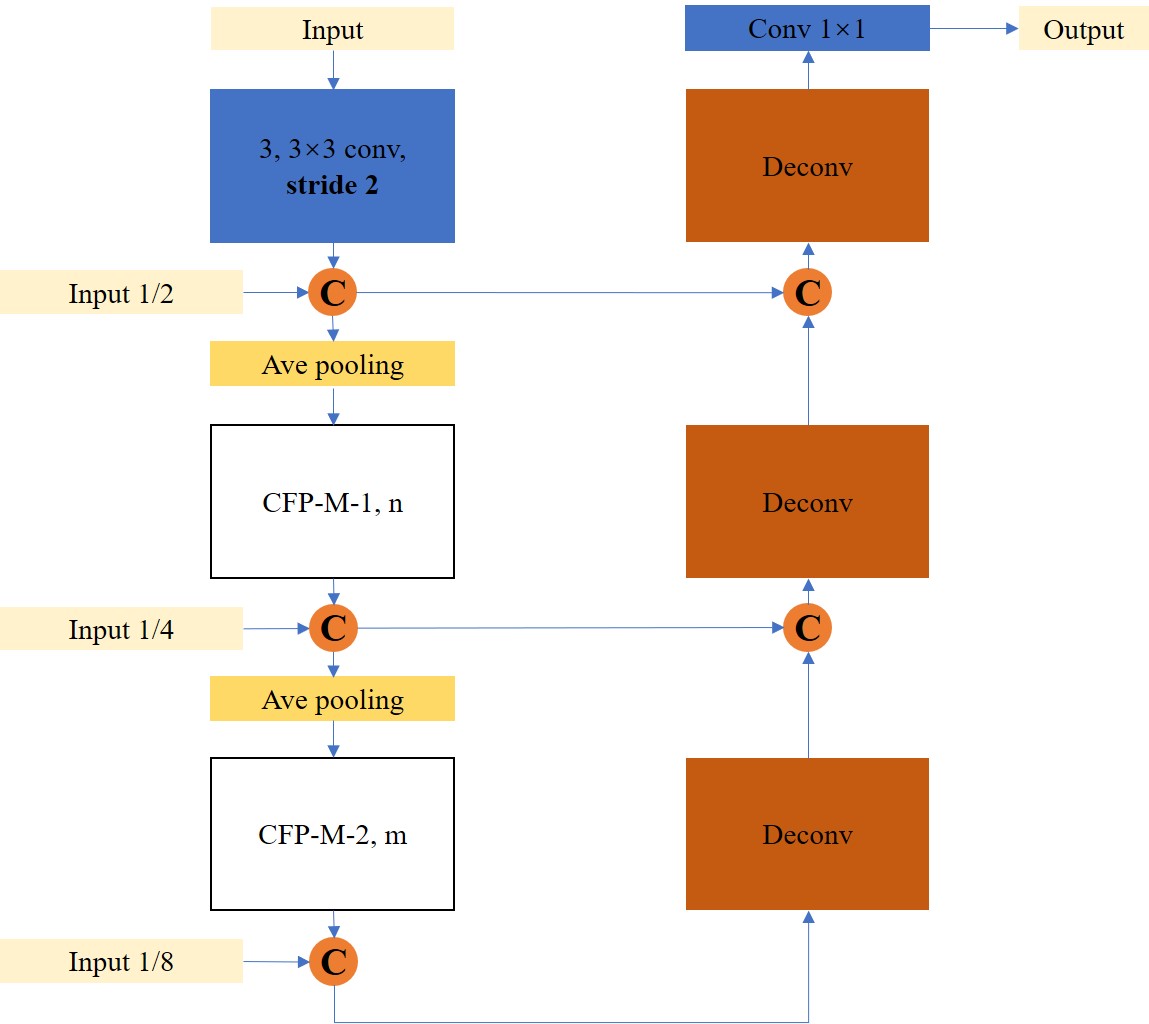 Input
3, 3×3 conv,
stride 2
Input 1/2
C
Ave pooling
CFP-M-1, n
Input 1/4
C
Ave pooling
CFP-M-2, m
Input 1/8
C
Deconv
C
Deconv
C
Deconv
Conv 1×1
Output